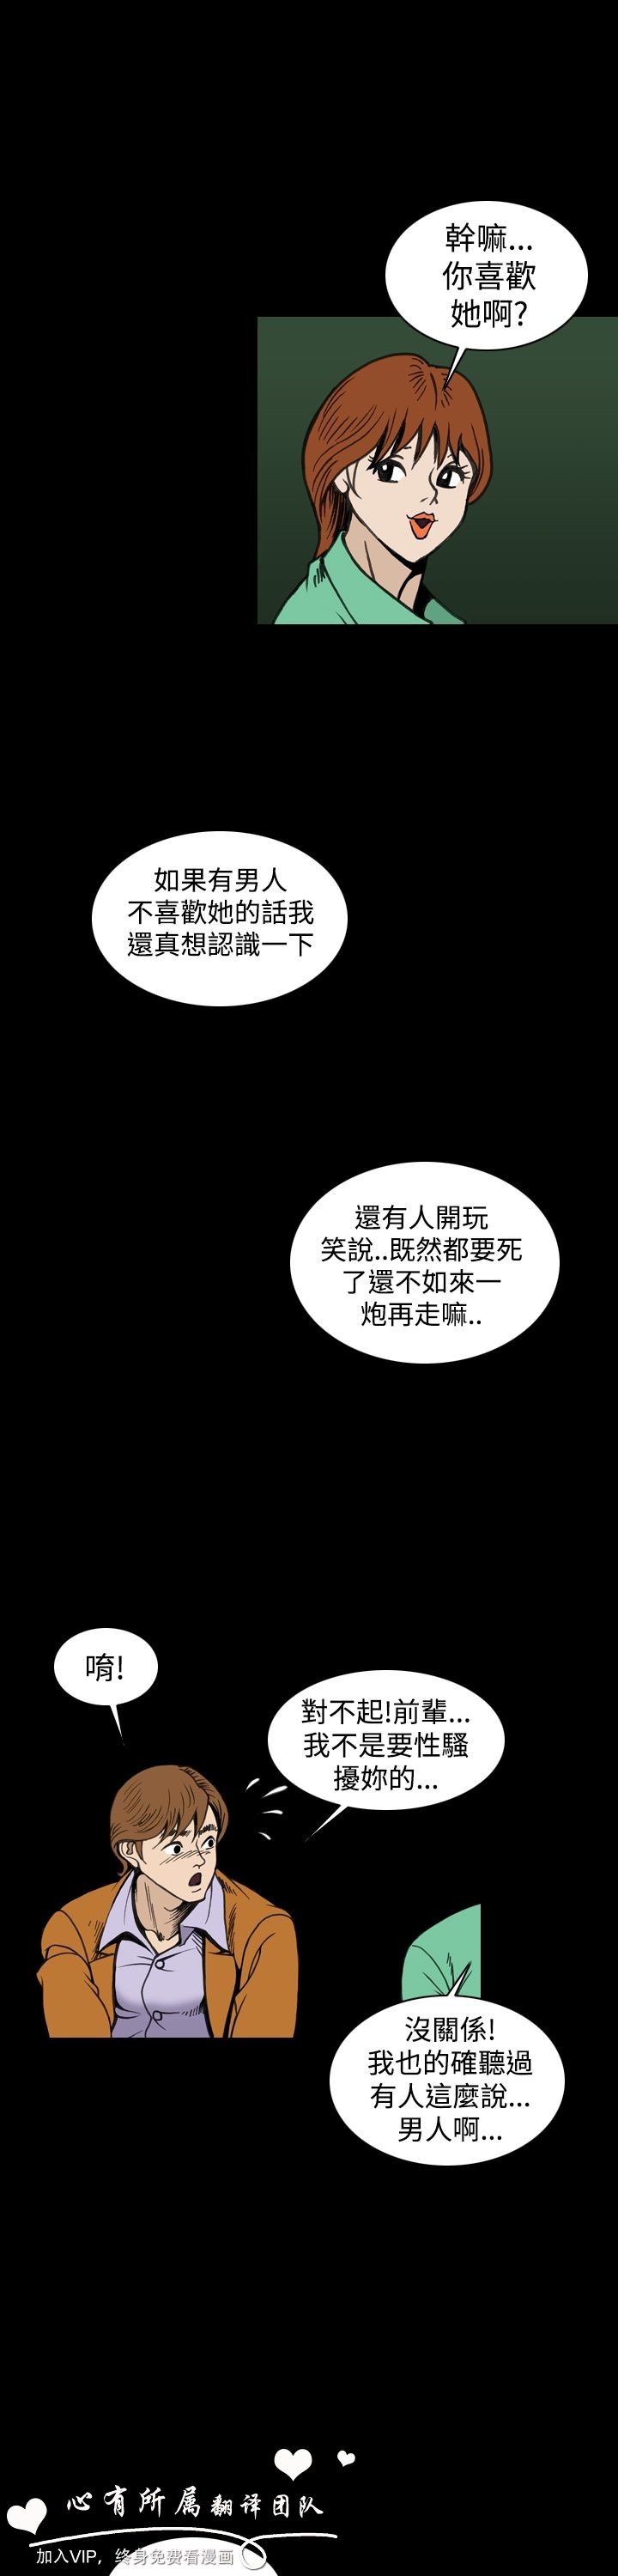 幹嘛...
你喜歡
她啊?
如果有男人
不喜歡她的話我
還真想認識一下
還有人開玩
笑說..既然都要死
了還不如來一
炮再走嘛..
唷!
對不起!前輩...
我不是要性騷
擾妳的...
沒關係!
我也的確聽過
有人這麼說...
男人啊...
心有所属翻译团队
加入VIP，终身免费看漫画